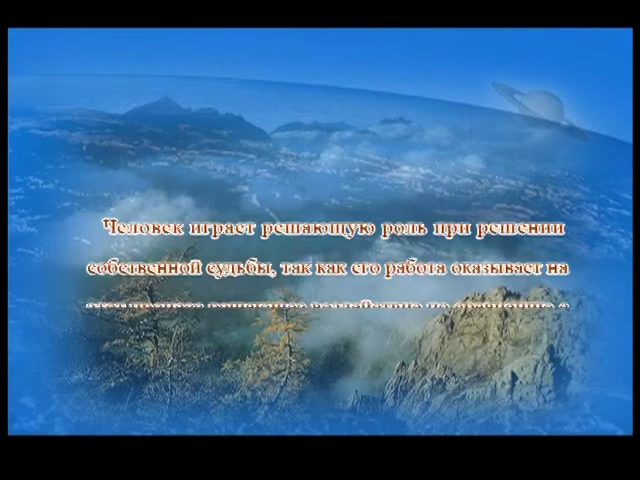 Человек играет решающую роль при решении
собственной судьбы, так как его работа оказывает на